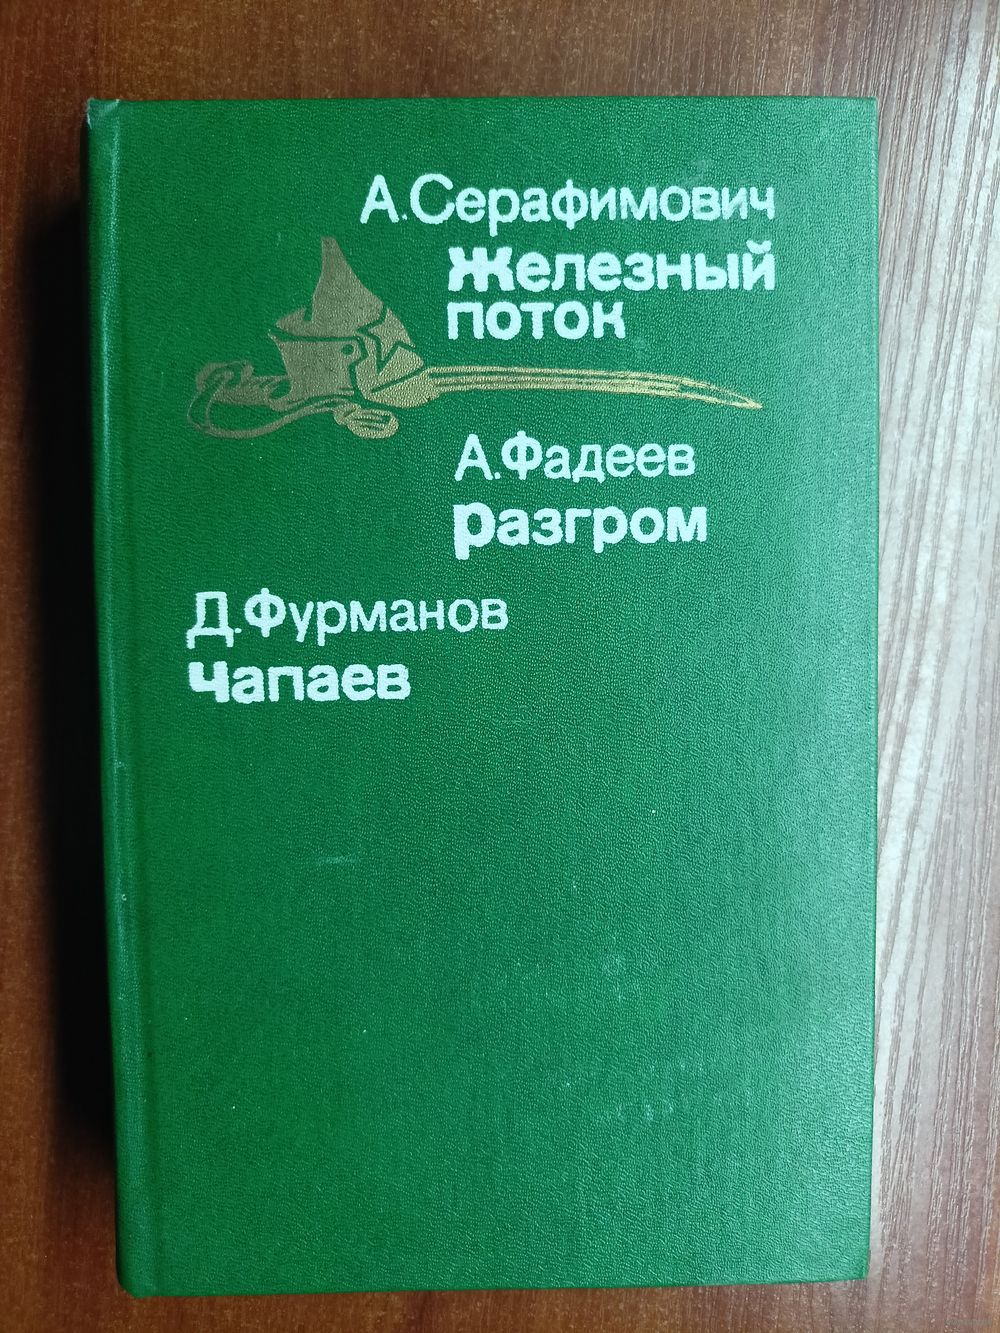 А.Серафимович
Железный
поток
А.Фадеев
Разгром
Д.Фурманов
Чапаев